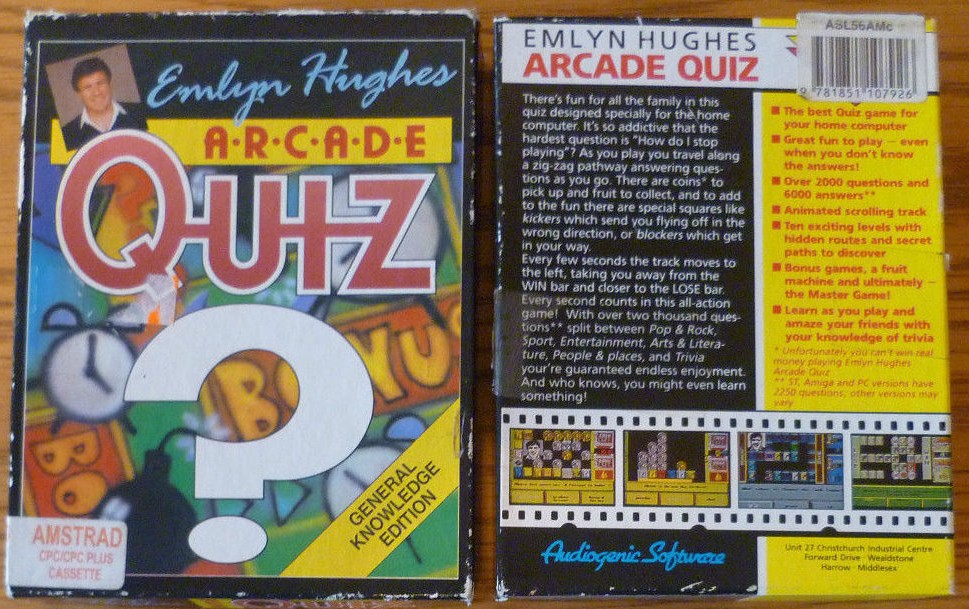 Emlyn Hughes
A·R·C·A·D·E
QUIZ
?
BONUS
BO
GENERAL
KNOWLEDGE
EDITION
AMSTRAD
CPC/CPC PLUS
CASSETTE
EMLYN HUGHES
ARCADE QUIZ
ASL56AMc
9 781851 107926
There's fun for all the family in this
quiz designed specially for the home
computer. It's so addictive that the
hardest question is "How do I stop
playing"? As you play you travel along
a zig-zag pathway answering ques-
tions as you go. There are coins* to
pick up and fruit to collect, and to add
to the fun there are special squares like
kickers which send you flying off in the
wrong direction, or blockers which get
in your way.
Every few seconds the track moves to
the left, taking you away from the
WIN bar and closer to the LOSE bar.
Every second counts in this all-action
game! With over two thousand ques-
tions** split between Pop & Rock,
Sport, Entertainment, Arts & Litera-
ture, People & places, and Trivia
you're guaranteed endless enjoyment.
And who knows, you might even learn
something!
■ The best Quiz game for
your home computer
■ Great fun to play — even
when you don't know
the answers!
■ Over 2000 questions and
6000 answers**
■ Animated scrolling track
■ Ten exciting levels with
hidden routes and secret
paths to discover
■ Bonus games, a fruit
machine and ultimately —
the Master Game!
■ Learn as you play and
amaze your friends with
your knowledge of trivia
* Unfortunately you can't win real
money playing Emlyn Hughes
Arcade Quiz
** ST, Amiga and PC versions have
2250 questions; other versions may
vary
Audiogenic Software
Unit 27 Christchurch Industrial Centre
Forward Drive · Wealdstone
Harrow · Middlesex